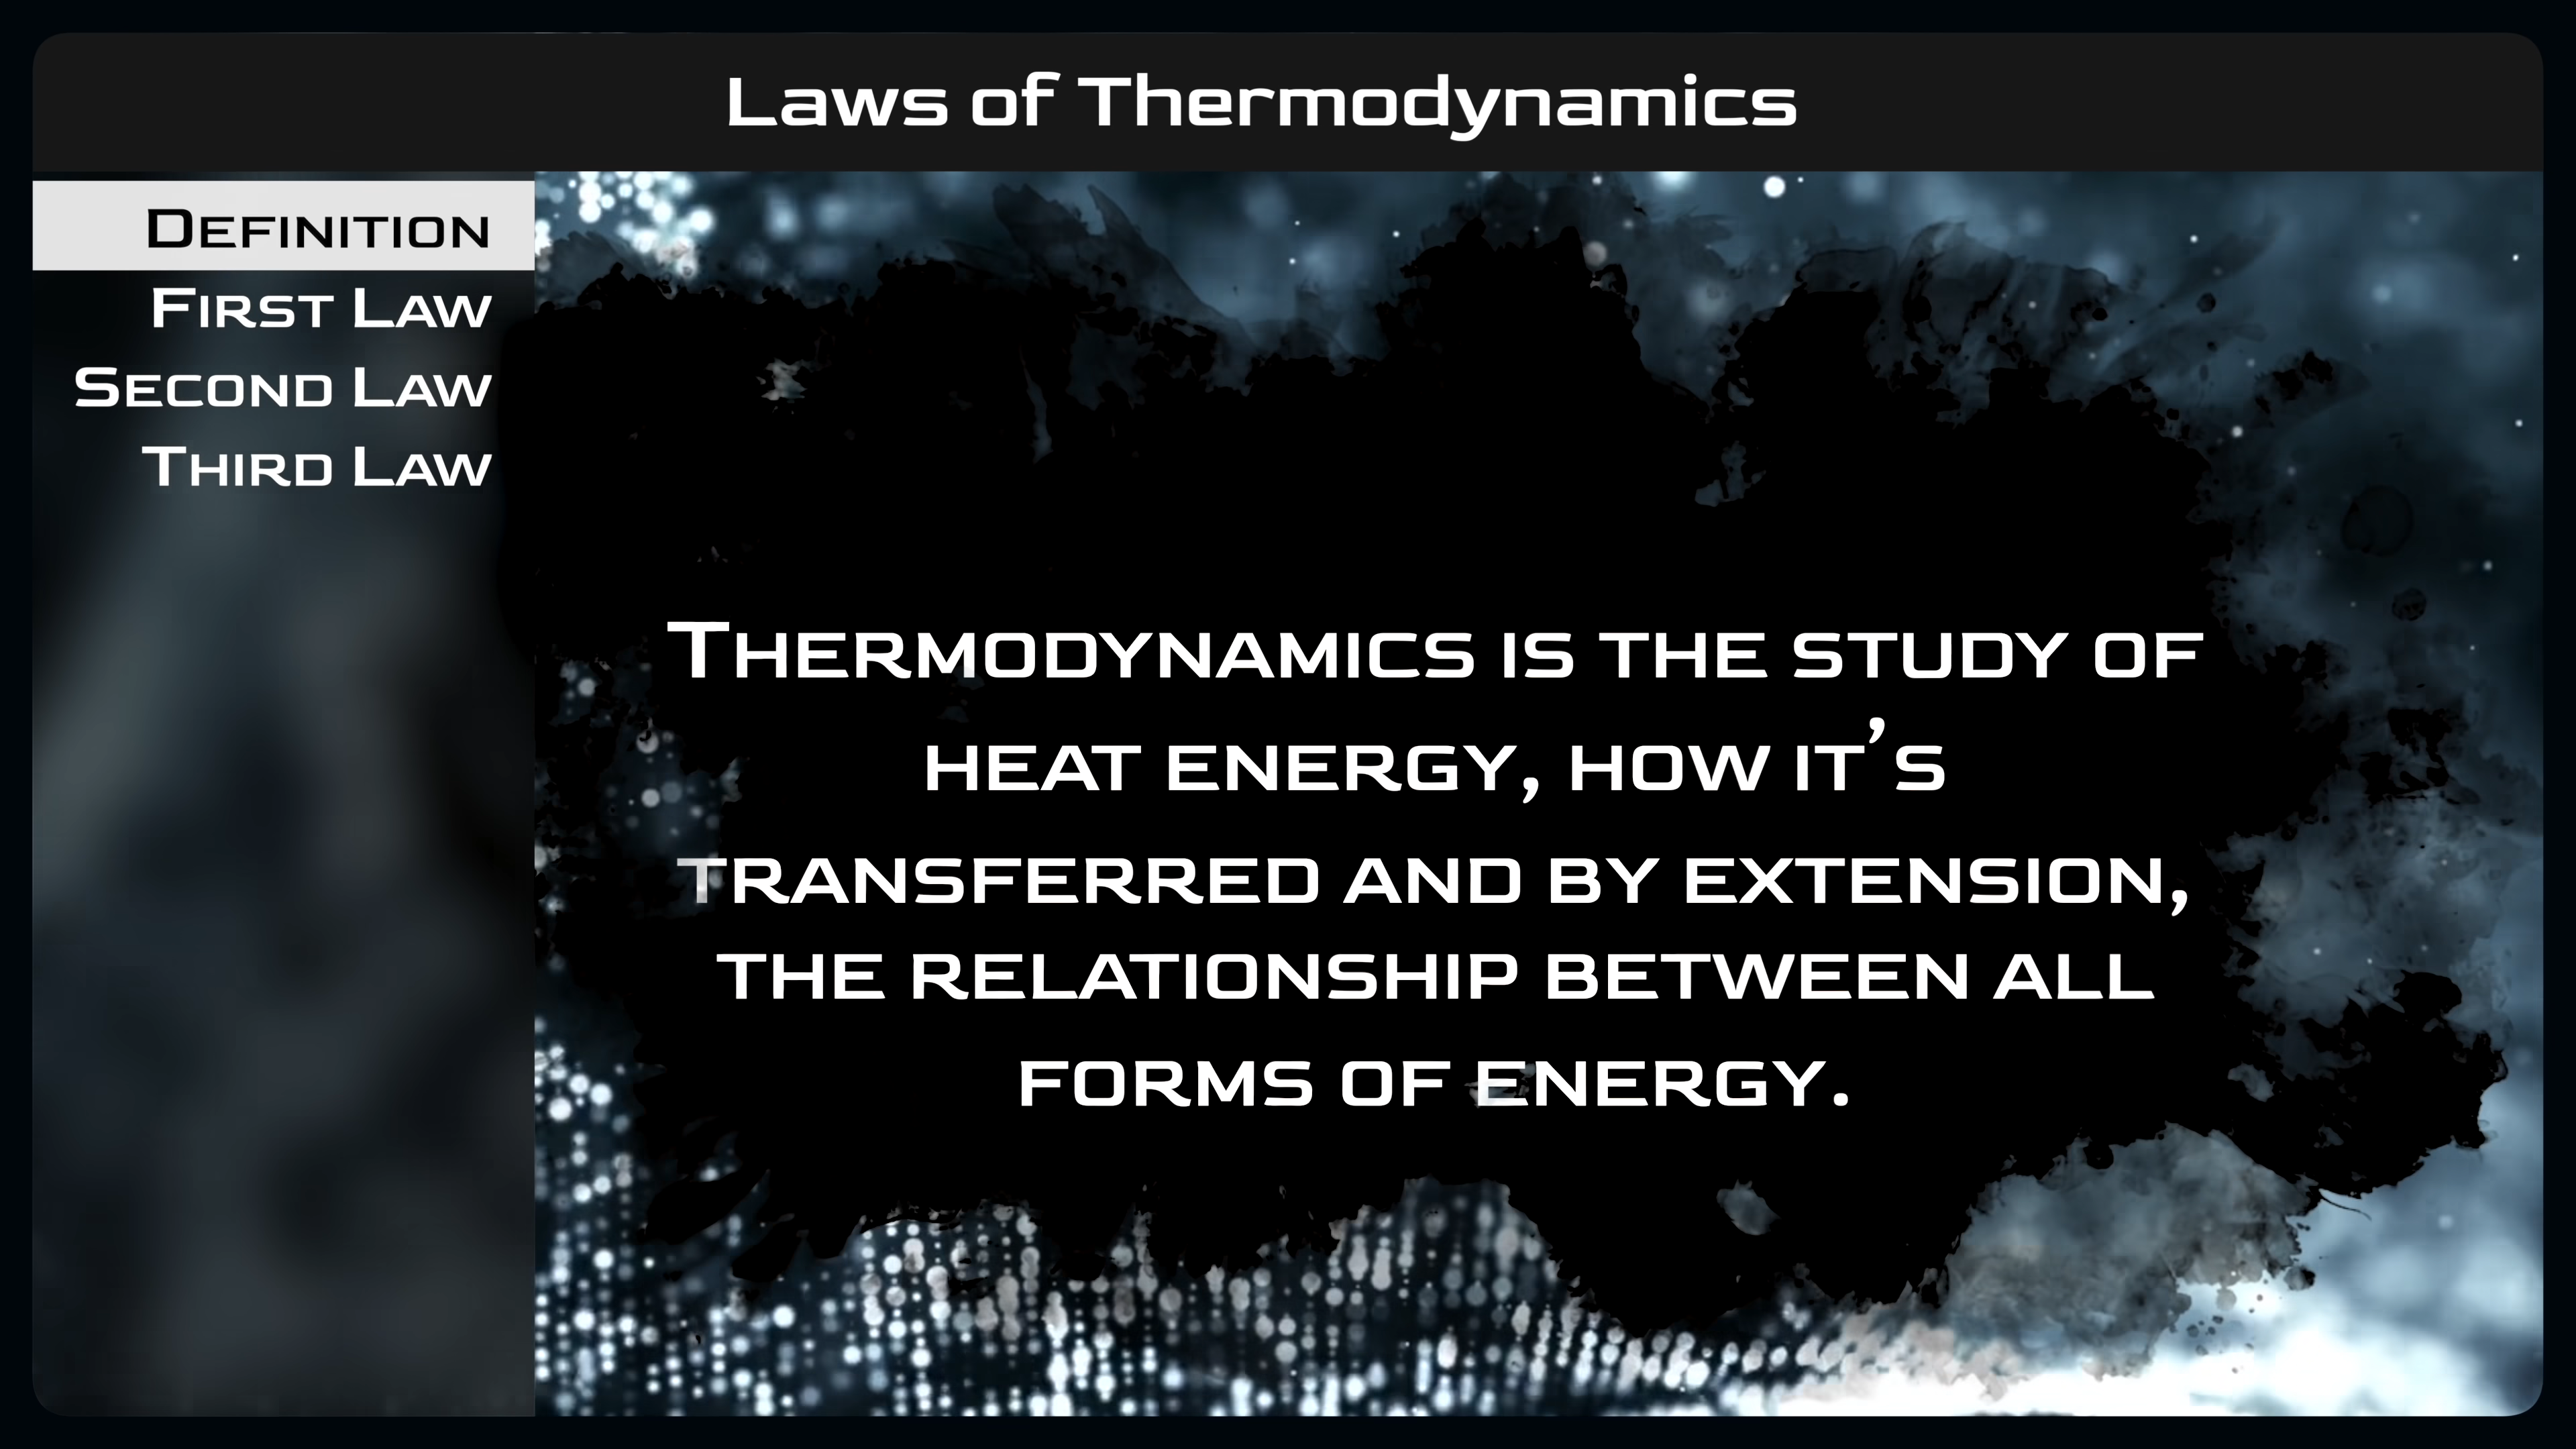 Laws of Thermodynamics
Definition
First Law
Second Law
Third Law
Thermodynamics is the study of
heat energy, how it's
transferred and by extension,
the relationship between all
forms of energy.